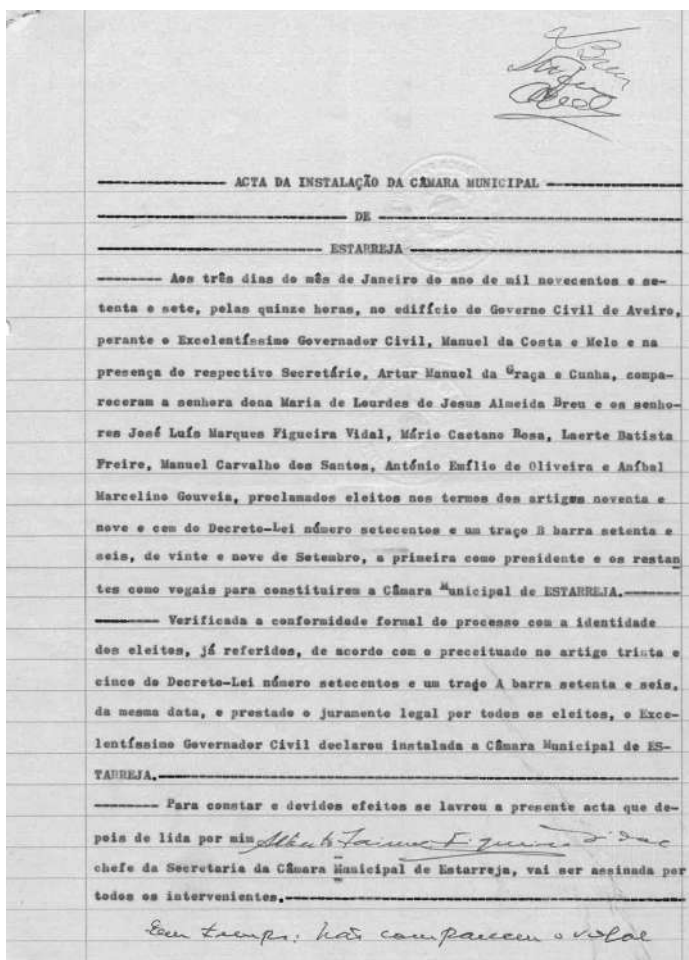 ACTA DA INSTALAÇÃO DA CÂMARA MUNICIPAL
DE
ESTARREJA
Aos três dias do mês de Janeiro do ano de mil novecentos e se-
tenta e sete, pelas quinze horas, no edifício do Governo Civil de Aveiro,
perante o Excelentíssimo Governador Civil, Manuel da Costa e Melo e na
presença do respectivo Secretário, Artur Manuel da Graça e Cunha, compa-
receram a senhora dona Maria de Lourdes de Jesus Almeida Breu e os senho-
res José Luís Marques Figueira Vidal, Mário Caetano Rosa, Laerte Batista
Freire, Manuel Carvalho dos Santos, António Emílio de Oliveira e Aníbal
Marcelino Gouveia, proclamados eleitos nos termos dos artigos noventa e
nove e cem do Decreto-Lei número setecentos e um traço B barra setenta e
seis, de vinte e nove de Setembro, a primeira como presidente e os restan
tes como vogais para constituirem a Câmara Municipal de ESTARREJA.
Verificada a conformidade formal do processo com a identidade
dos eleitos, já referidos, de acordo com o preceituado no artigo trinta e
cinco do Decreto-Lei número setecentos e um traço A barra setenta e seis,
da mesma data, e prestado o juramento legal por todos os eleitos, o Exce-
lentíssimo Governador Civil declarou instalada a Câmara Municipal de ES-
TARREJA.
Para constar e devidos efeitos se lavrou a presente acta que de-
pois de lida por mim
chefe da Secretaria da Câmara Municipal de Estarreja, vai ser assinada por
todos os intervenientes.
Em tempo: não compareceu o vogal